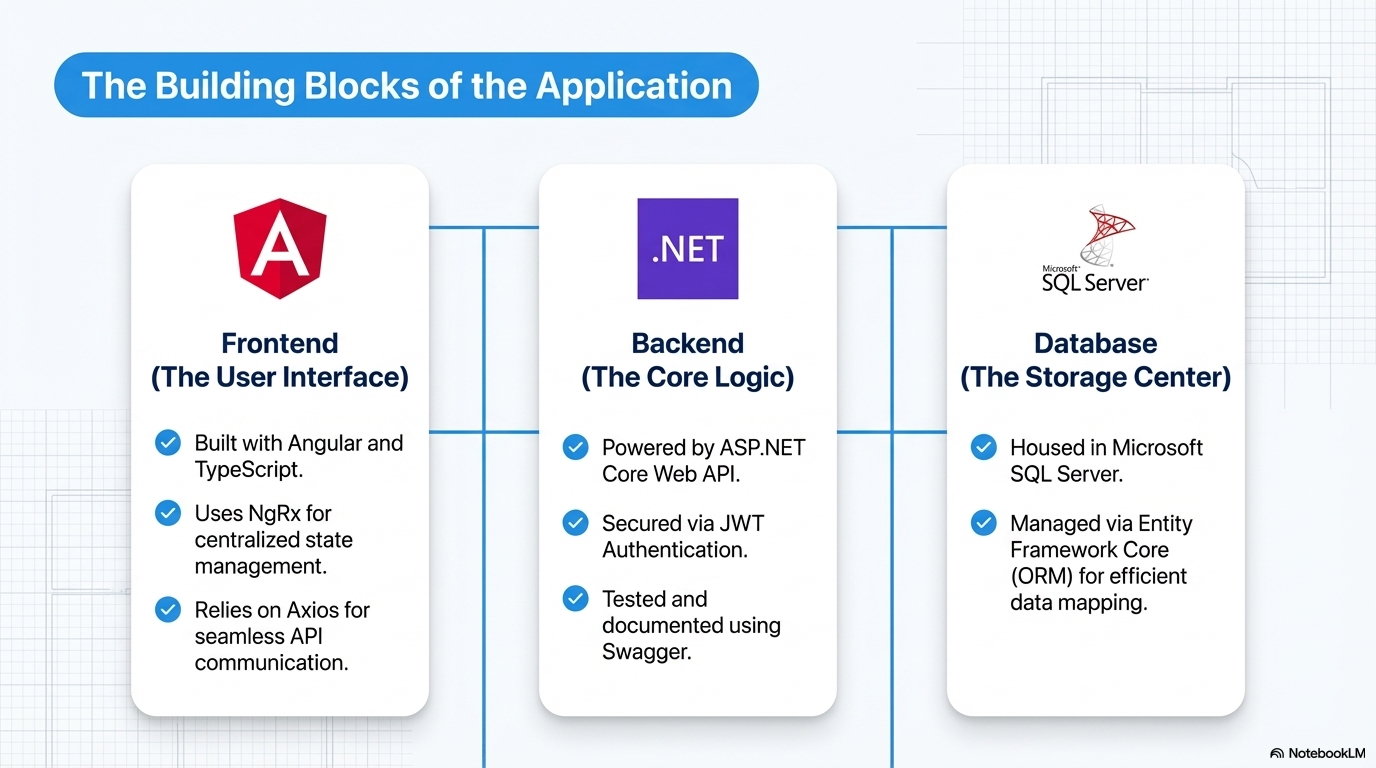 The Building Blocks of the Application
A
Frontend
(The User Interface)
Built with Angular and
TypeScript.
Uses NgRx for
centralized state
management.
Relies on Axios for
seamless API
communication.
.NET
Backend
(The Core Logic)
Powered by ASP.NET
Core Web API.
Secured via JWT
Authentication.
Tested and
documented using
Swagger.
Microsoft
SQL Server
Database
(The Storage Center)
Housed in Microsoft
SQL Server.
Managed via Entity
Framework Core
(ORM) for efficient
data mapping.
NotebookLM